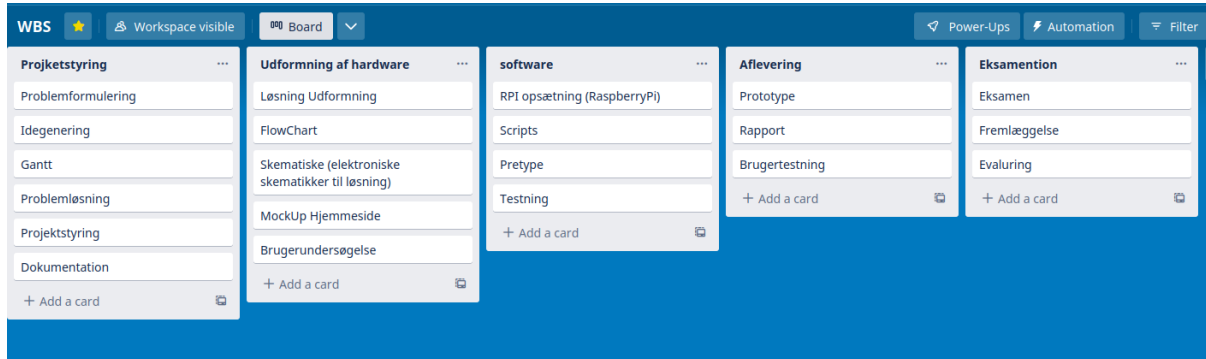 WBS
Workspace visible
Board
Power-Ups
Automation
Filter
Projketstyring
Problemformulering
Idegenering
Gantt
Problemløsning
Projektstyring
Dokumentation
+ Add a card
Udformning af hardware
Løsning Udformning
FlowChart
Skematiske (elektroniske
skematikker til løsning)
MockUp Hjemmeside
Brugerundersøgelse
+ Add a card
software
RPI opsætning (RaspberryPi)
Scripts
Pretype
Testning
+ Add a card
Aflevering
Prototype
Rapport
Brugertestning
+ Add a card
Eksamention
Eksamen
Fremlæggelse
Evaluring
+ Add a card